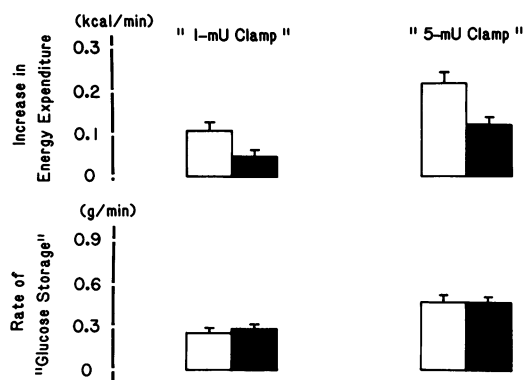 (kcal/min)
" 1-mU Clamp "
" 5-mU Clamp "
Increase in
Energy Expenditure
0.3
0.2
0.1
0
(g/min)
Rate of
"Glucose Storage"
0.9
0.6
0.3
0